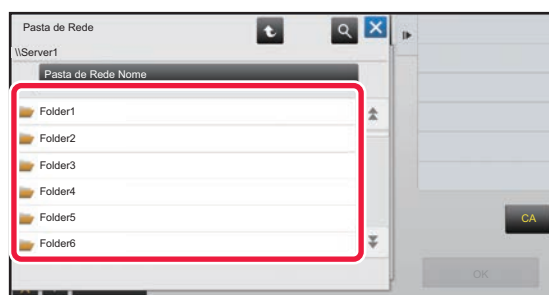 Pasta de Rede
\\Server1
Pasta de Rede Nome
Folder1
Folder2
Folder3
Folder4
Folder5
Folder6
CA
OK